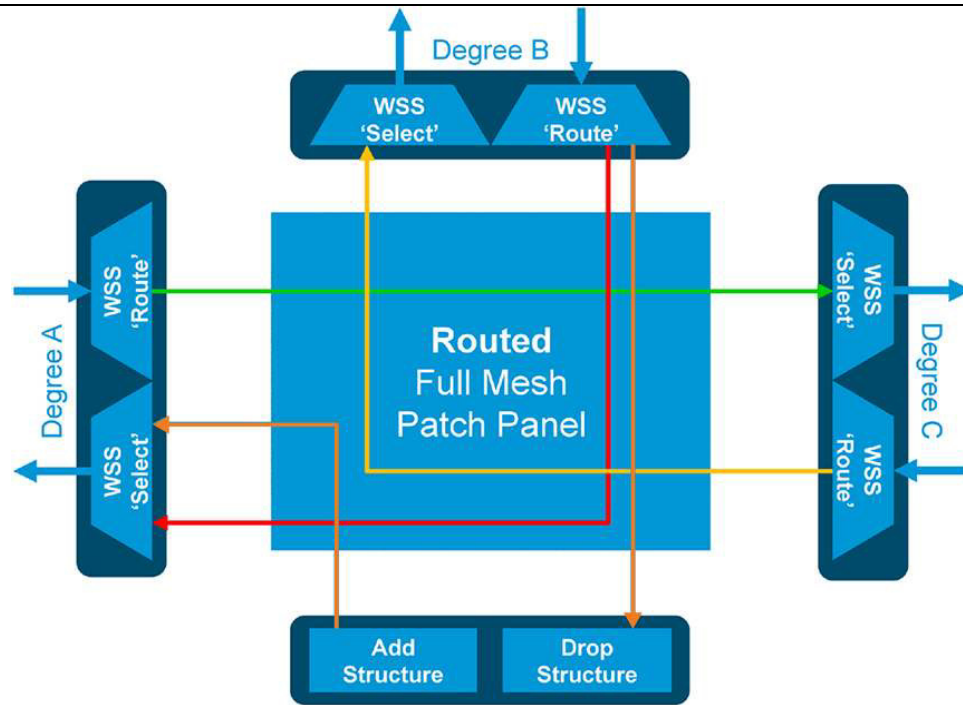 Degree B
WSS
'Select'
WSS
'Route'
Degree A
WSS
'Route'
WSS
'Select'
Routed
Full Mesh
Patch Panel
WSS
'Select'
WSS
'Route'
Degree C
Add
Structure
Drop
Structure